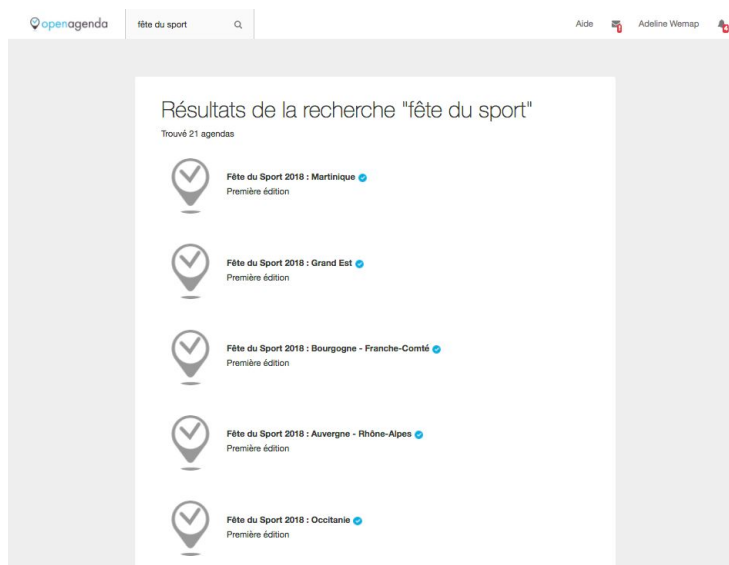 openagenda
fête du sport
Aide
Adeline Wemap
Résultats de la recherche "fête du sport"
Trouvé 21 agendas
Fête du Sport 2018 : Martinique
Première édition
Fête du Sport 2018 : Grand Est
Première édition
Fête du Sport 2018 : Bourgogne - Franche-Comté
Première édition
Fête du Sport 2018 : Auvergne - Rhône-Alpes
Première édition
Fête du Sport 2018 : Occitanie
Première édition